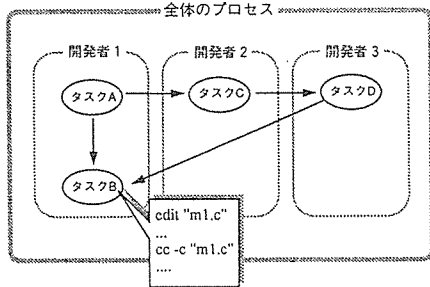 全体のプロセス
開発者1
開発者2
開発者3
タスクA
タスクC
タスクD
タスクB
edit "m1.c"
...
cc -c "m1.c"
....